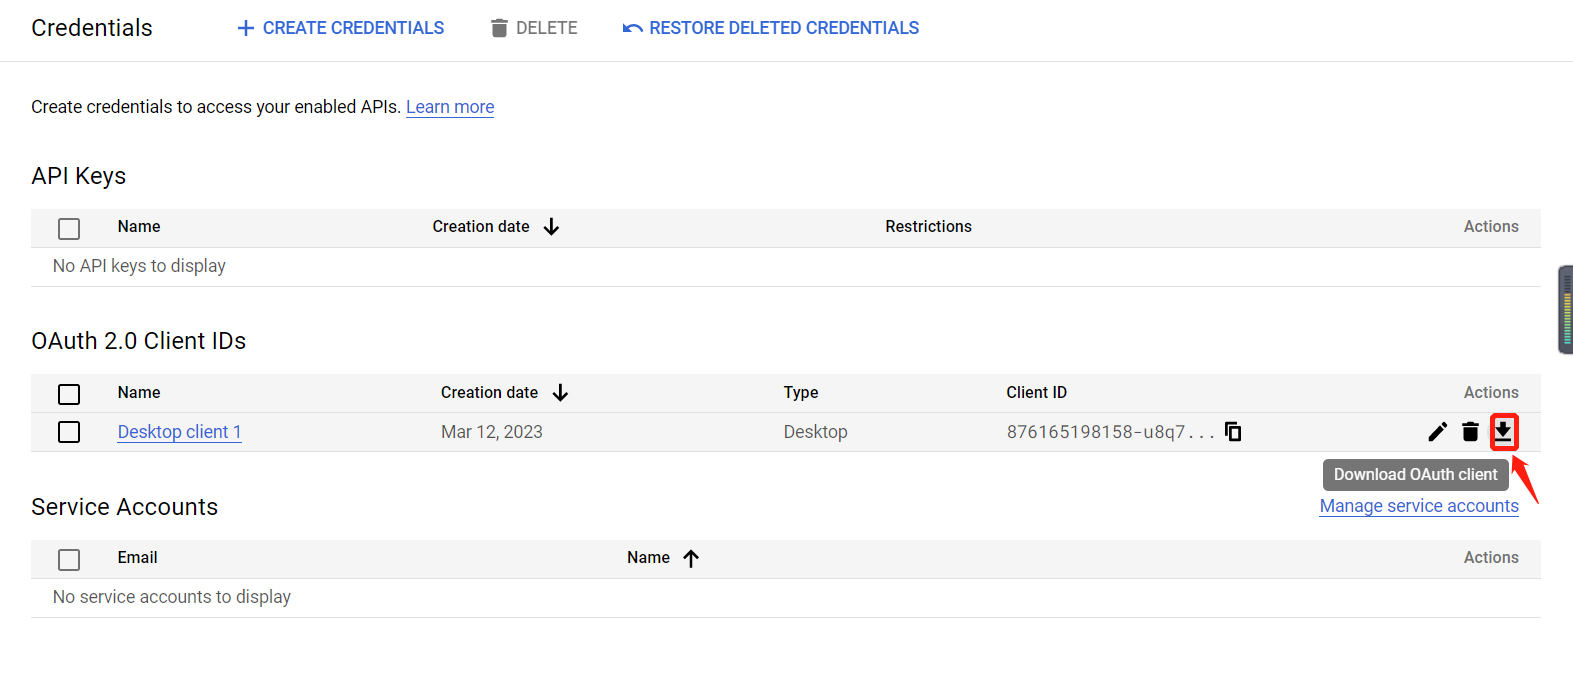 Credentials CREATE CREDENTIALS DELETE RESTORE DELETED CREDENTIALS
Create credentials to access your enabled APIs. Learn more
API Keys
Name Creation date Restrictions Actions
No API keys to display
OAuth 2.0 Client IDs
Name Creation date Type Client ID Actions
Desktop client 1 Mar 12, 2023 Desktop 876165198158-u8q7...
Download OAuth client
Service Accounts Manage service accounts
Email Name Actions
No service accounts to display